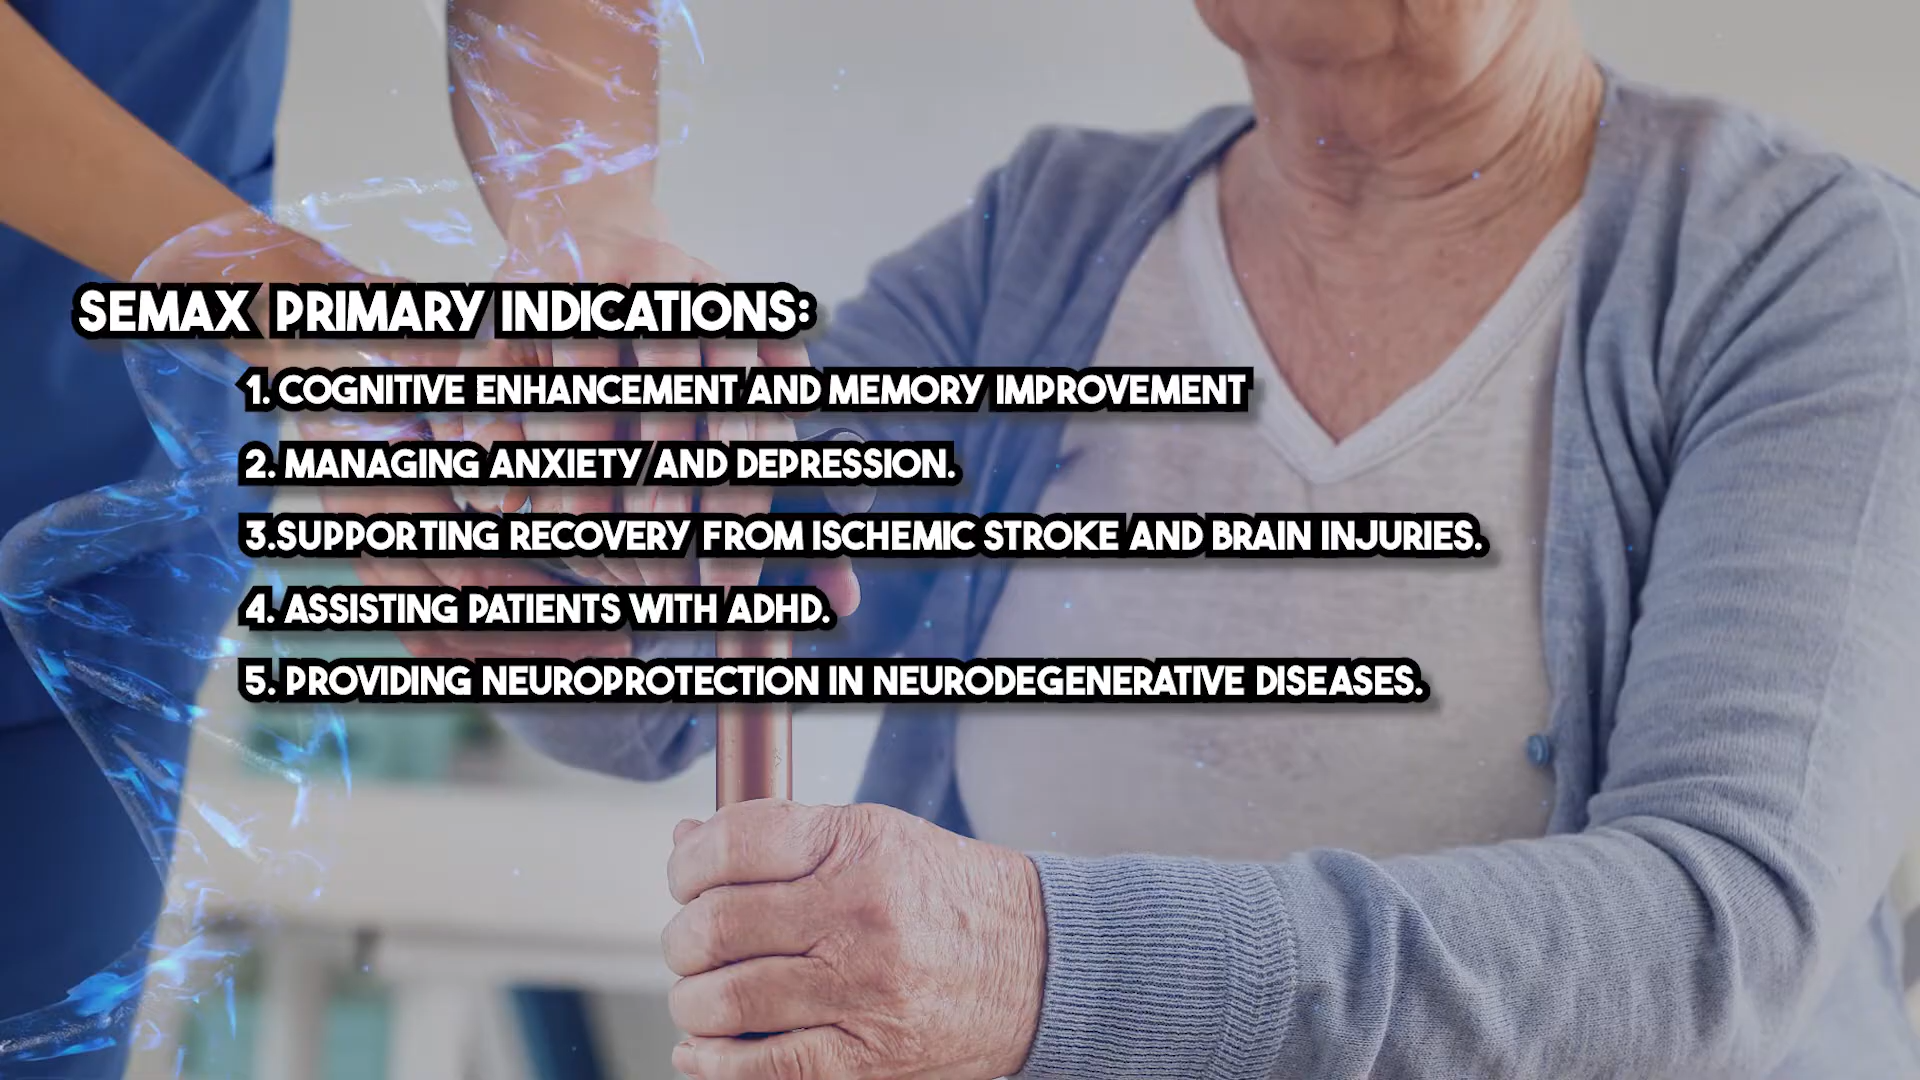 SEMAX PRIMARY INDICATIONS:
1. COGNITIVE ENHANCEMENT AND MEMORY IMPROVEMENT
2. MANAGING ANXIETY AND DEPRESSION.
3.SUPPORTING RECOVERY FROM ISCHEMIC STROKE AND BRAIN INJURIES.
4. ASSISTING PATIENTS WITH ADHD.
5. PROVIDING NEUROPROTECTION IN NEURODEGENERATIVE DISEASES.